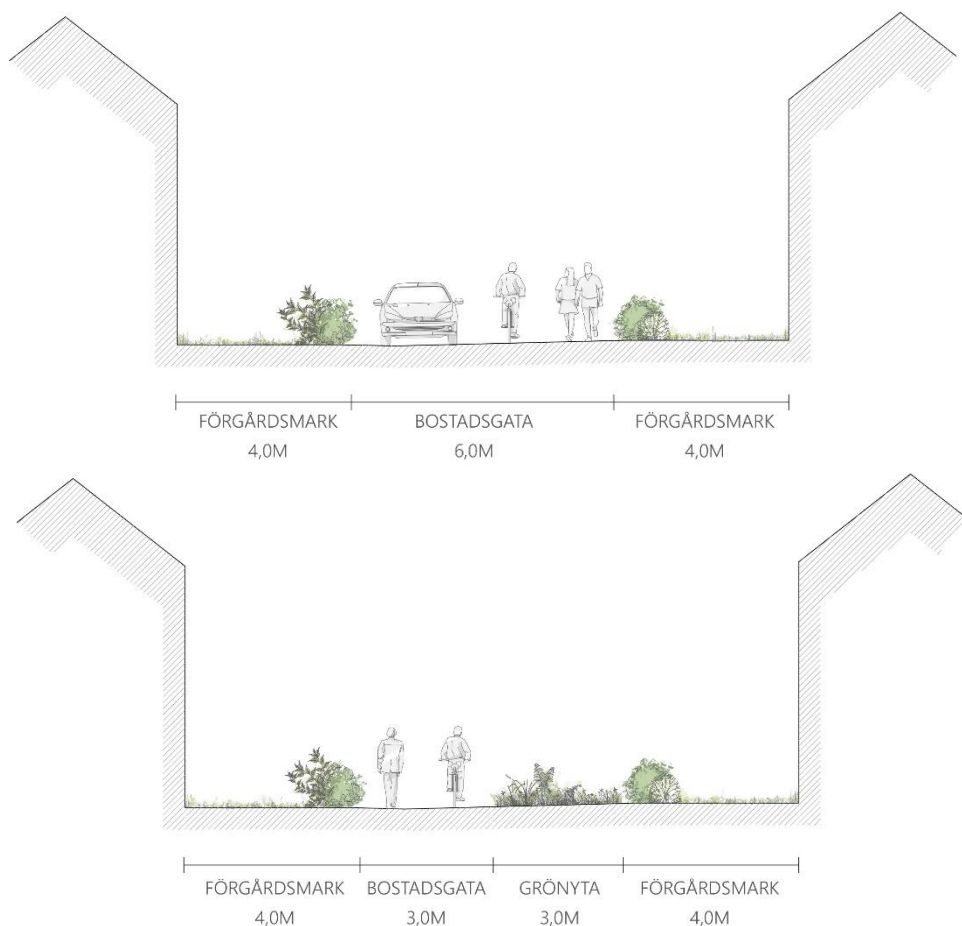 FÖRGÅRDSMARK BOSTADSGATA FÖRGÅRDSMARK
4,0M 6,0M 4,0M
FÖRGÅRDSMARK BOSTADSGATA GRÖNYTA FÖRGÅRDSMARK
4,0M 3,0M 3,0M 4,0M